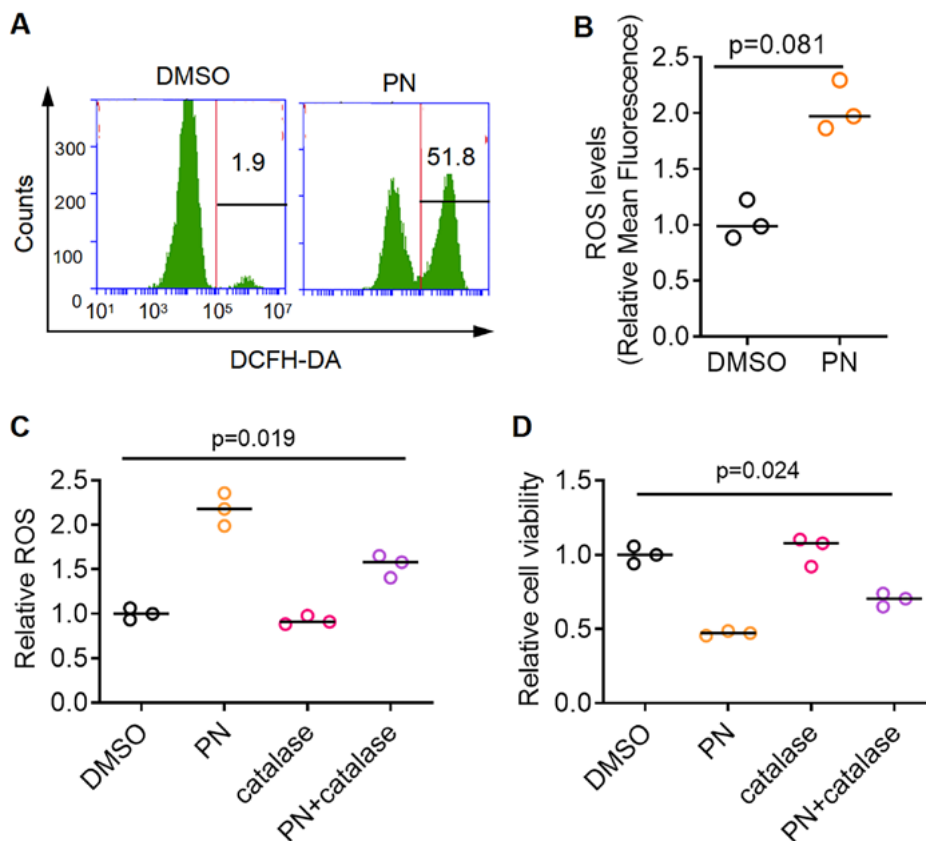 A
DMSO
PN
1.9
51.8
Counts
300
200
100
0
10¹ 10³ 10⁵ 10⁷
DCFH-DA
B
p=0.081
ROS levels
(Relative Mean Fluorescence)
2.5
2.0
1.5
1.0
0.5
0.0
DMSO PN
C
p=0.019
Relative ROS
2.5
2.0
1.5
1.0
0.5
0.0
DMSO
PN
catalase
PN+catalase
D
p=0.024
Relative cell viability
1.5
1.0
0.5
0.0
DMSO
PN
catalase
PN+catalase